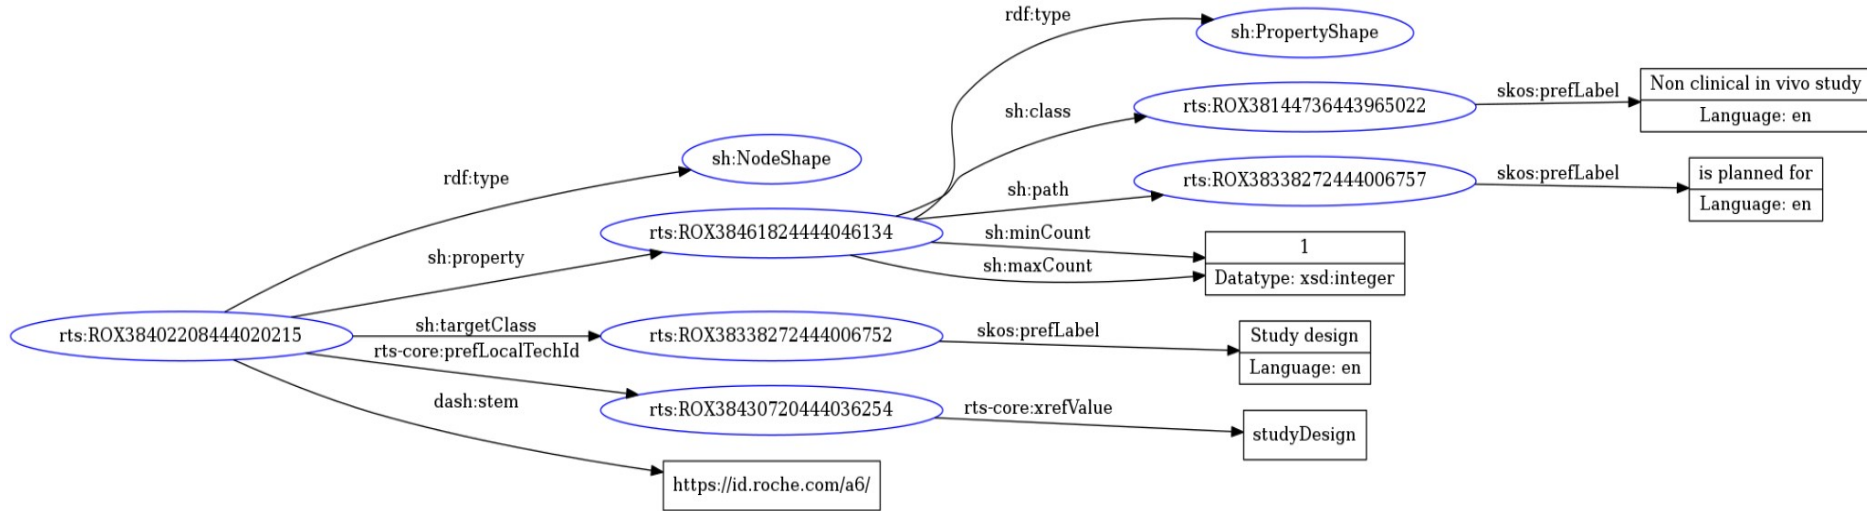 rdf:type
sh:PropertyShape
sh:class
rts:ROX38144736443965022
skos:prefLabel
Non clinical in vivo study
Language: en
rdf:type
sh:NodeShape
sh:path
rts:ROX38338272444006757
skos:prefLabel
is planned for
Language: en
sh:property
rts:ROX38461824444046134
sh:minCount
sh:maxCount
1
Datatype: xsd:integer
rts:ROX38402208444020215
sh:targetClass
rts:ROX38338272444006752
skos:prefLabel
Study design
Language: en
rts-core:prefLocalTechId
rts:ROX38430720444036254
rts-core:xrefValue
studyDesign
dash:stem
https://id.roche.com/a6/